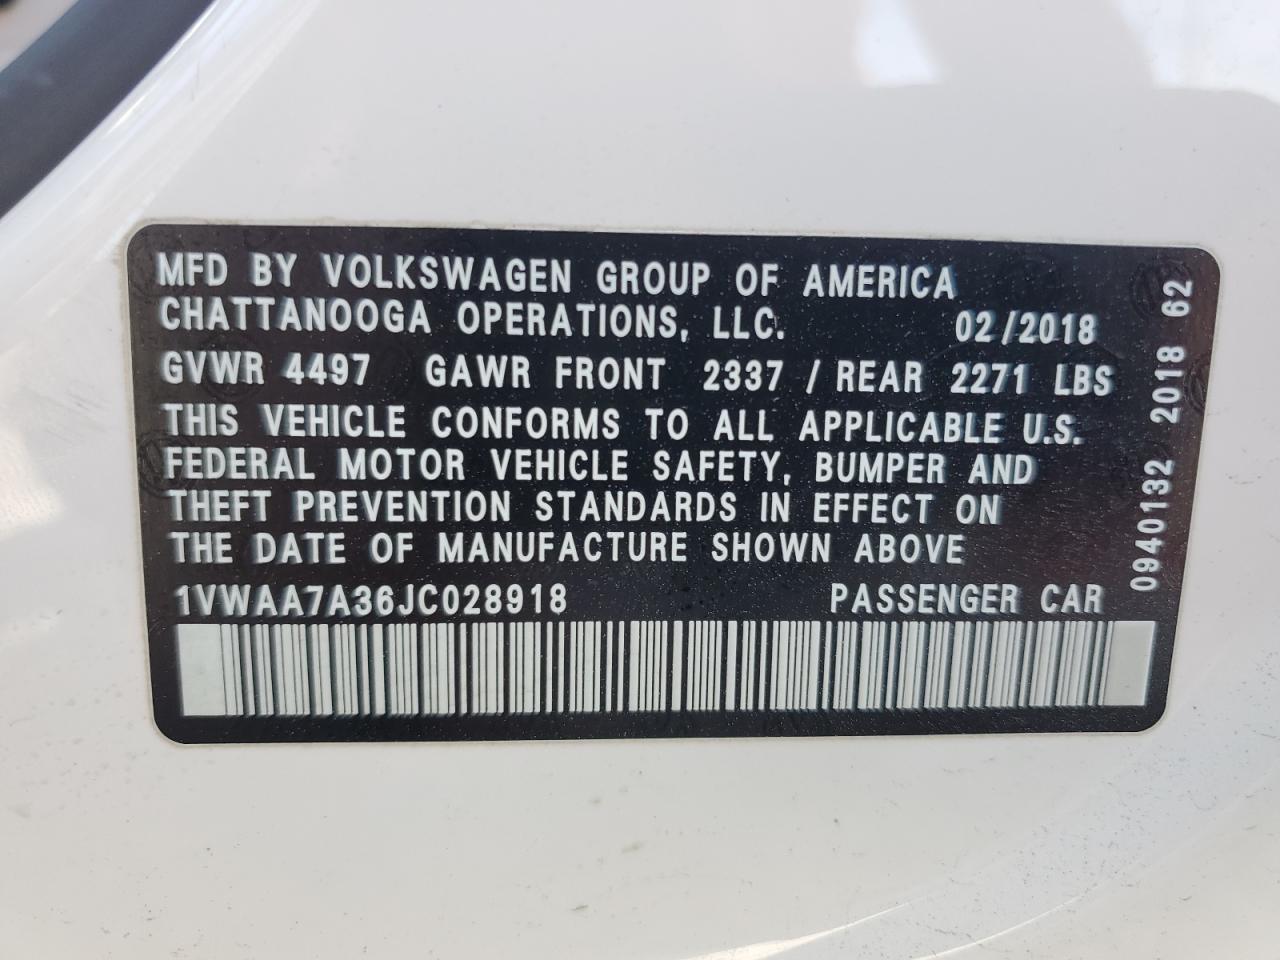 MFD BY VOLKSWAGEN GROUP OF AMERICA
CHATTANOOGA OPERATIONS, LLC. 02/2018
GVWR 4497 GAWR FRONT 2337 / REAR 2271 LBS
THIS VEHICLE CONFORMS TO ALL APPLICABLE U.S.
FEDERAL MOTOR VEHICLE SAFETY, BUMPER AND
THEFT PREVENTION STANDARDS IN EFFECT ON
THE DATE OF MANUFACTURE SHOWN ABOVE
1VWAA7A36JC028918 PASSENGER CAR
0940132 2018 62